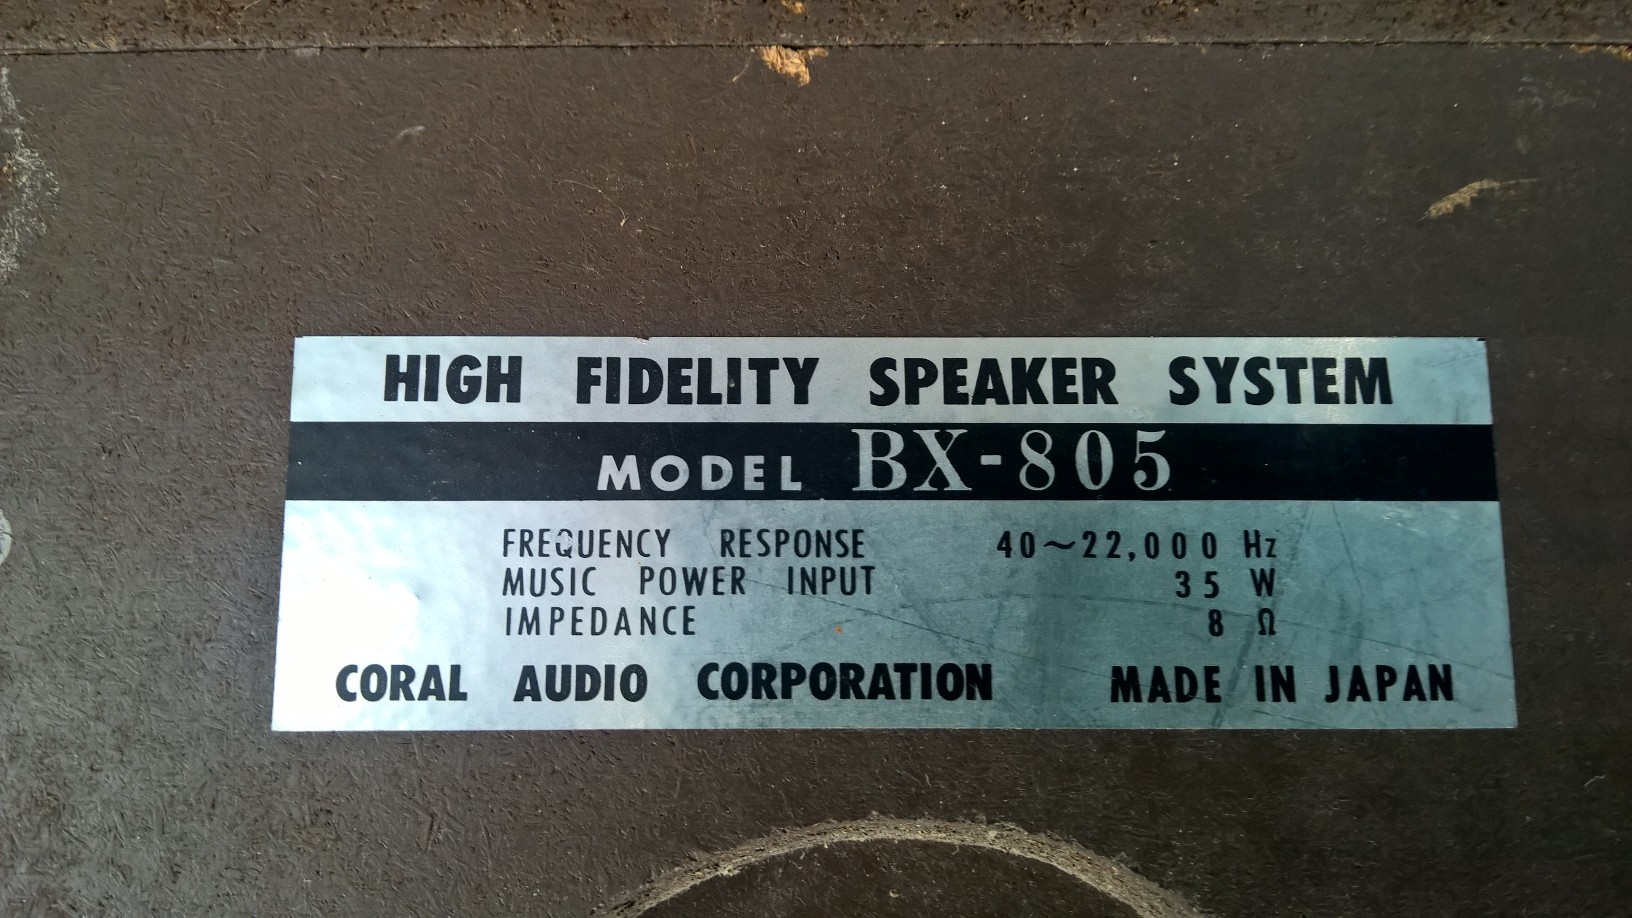 HIGH FIDELITY SPEAKER SYSTEM
MODEL BX-805
FREQUENCY RESPONSE 40~22,000 Hz
MUSIC POWER INPUT 35 W
IMPEDANCE 8 Ω
CORAL AUDIO CORPORATION MADE IN JAPAN